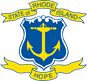 STATE OF RHODE ISLAND
HOPE